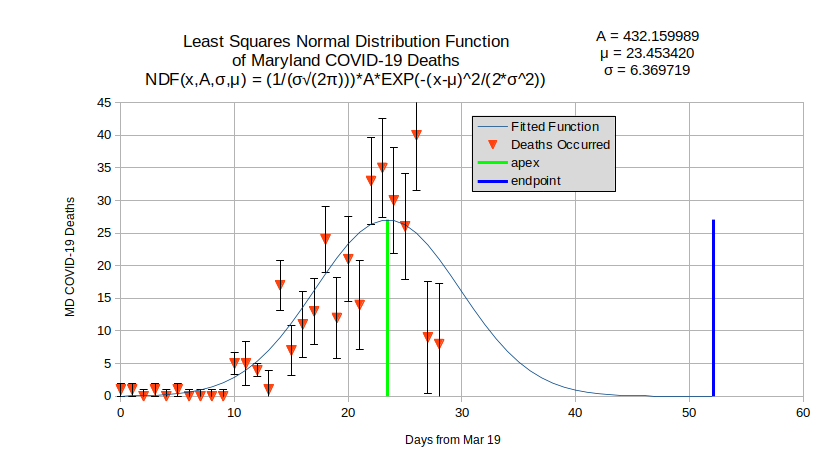 Least Squares Normal Distribution Function
of Maryland COVID-19 Deaths
NDF(x,A,σ,μ) = (1/(σ√(2π)))*A*EXP(-(x-μ)^2/(2*σ^2))
A = 432.159989
μ = 23.453420
σ = 6.369719
45
40
35
30
25
20
15
10
5
0
MD COVID-19 Deaths
Fitted Function
Deaths Occurred
apex
endpoint
0 10 20 30 40 50 60
Days from Mar 19